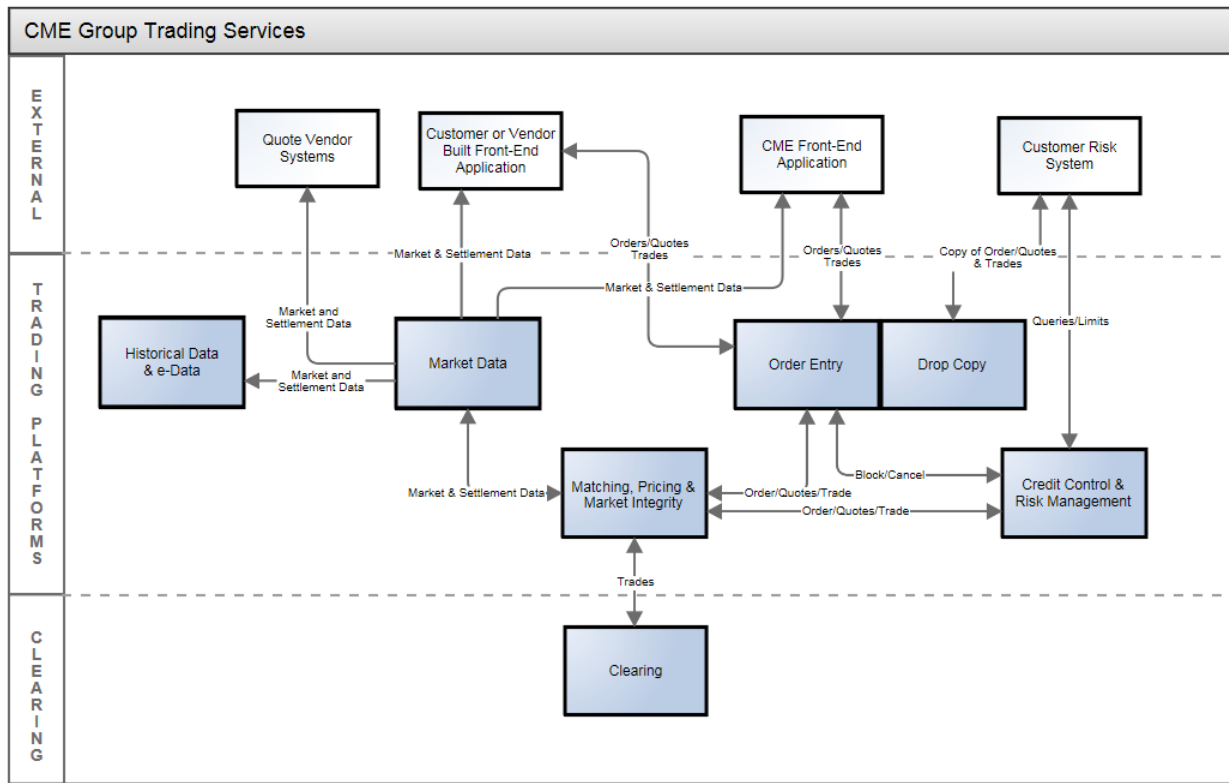 CME Group Trading Services
EXTERNAL
Quote Vendor
Systems
Customer or Vendor
Built Front-End
Application
CME Front-End
Application
Customer Risk
System
Market & Settlement Data
Orders/Quotes
Trades
Orders/Quotes
Trades
Copy of Order/Quotes
& Trades
TRADING PLATFORMS
Market and
Settlement Data
Market & Settlement Data
Queries/Limits
Historical Data
& e-Data
Market and
Settlement Data
Market Data
Order Entry
Drop Copy
Block/Cancel
Market & Settlement Data
Matching, Pricing &
Market Integrity
Order/Quotes/Trade
Order/Quotes/Trade
Credit Control &
Risk Management
Trades
CLEARING
Clearing